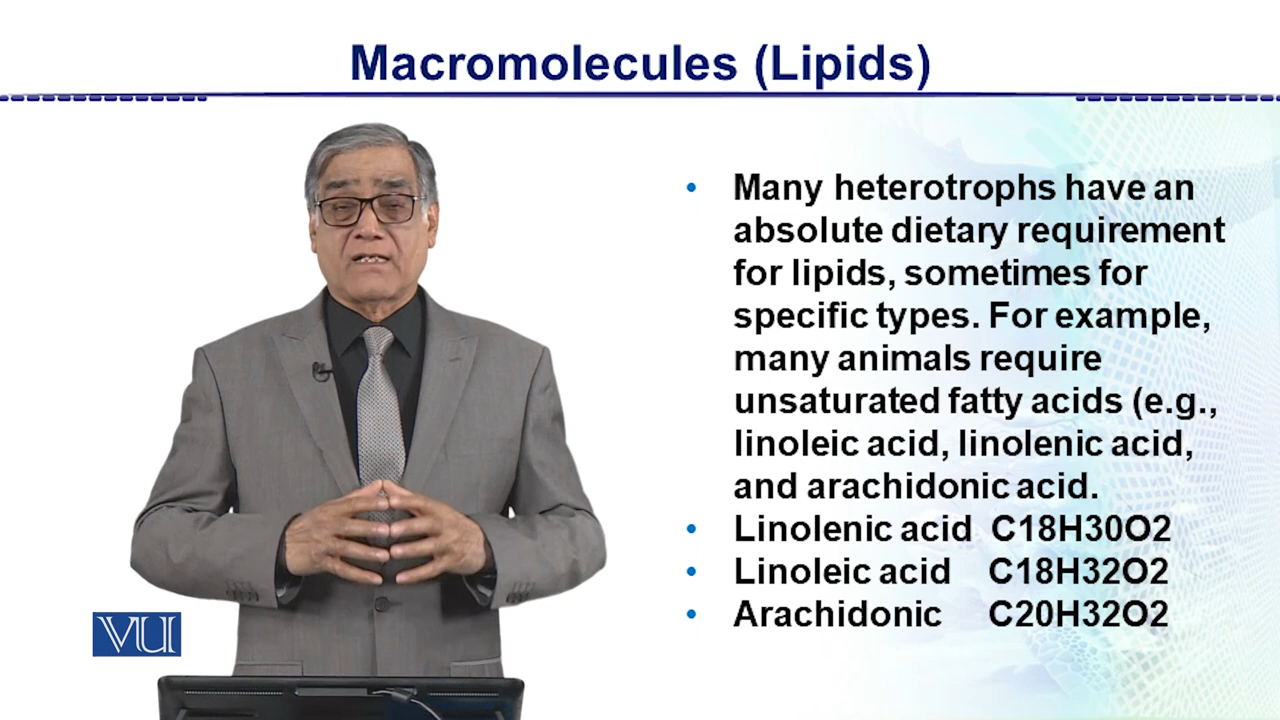 Macromolecules (Lipids)
• Many heterotrophs have an
absolute dietary requirement
for lipids, sometimes for
specific types. For example,
many animals require
unsaturated fatty acids (e.g.,
linoleic acid, linolenic acid,
and arachidonic acid.
• Linolenic acid C18H30O2
• Linoleic acid C18H32O2
• Arachidonic C20H32O2
VU